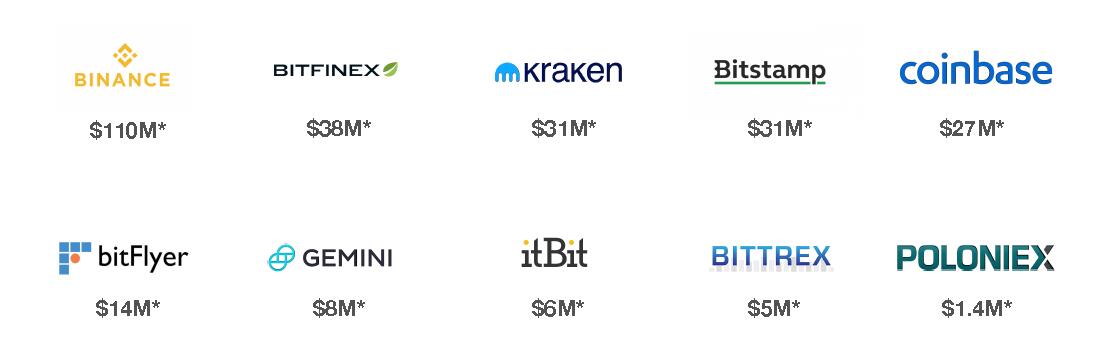 BINANCE
BITFINEX
kraken
Bitstamp
coinbase
$110M*
$38M*
$31M*
$31M*
$27M*
bitFlyer
GEMINI
itBit
BITTREX
POLONIEX
$14M*
$8M*
$6M*
$5M*
$1.4M*